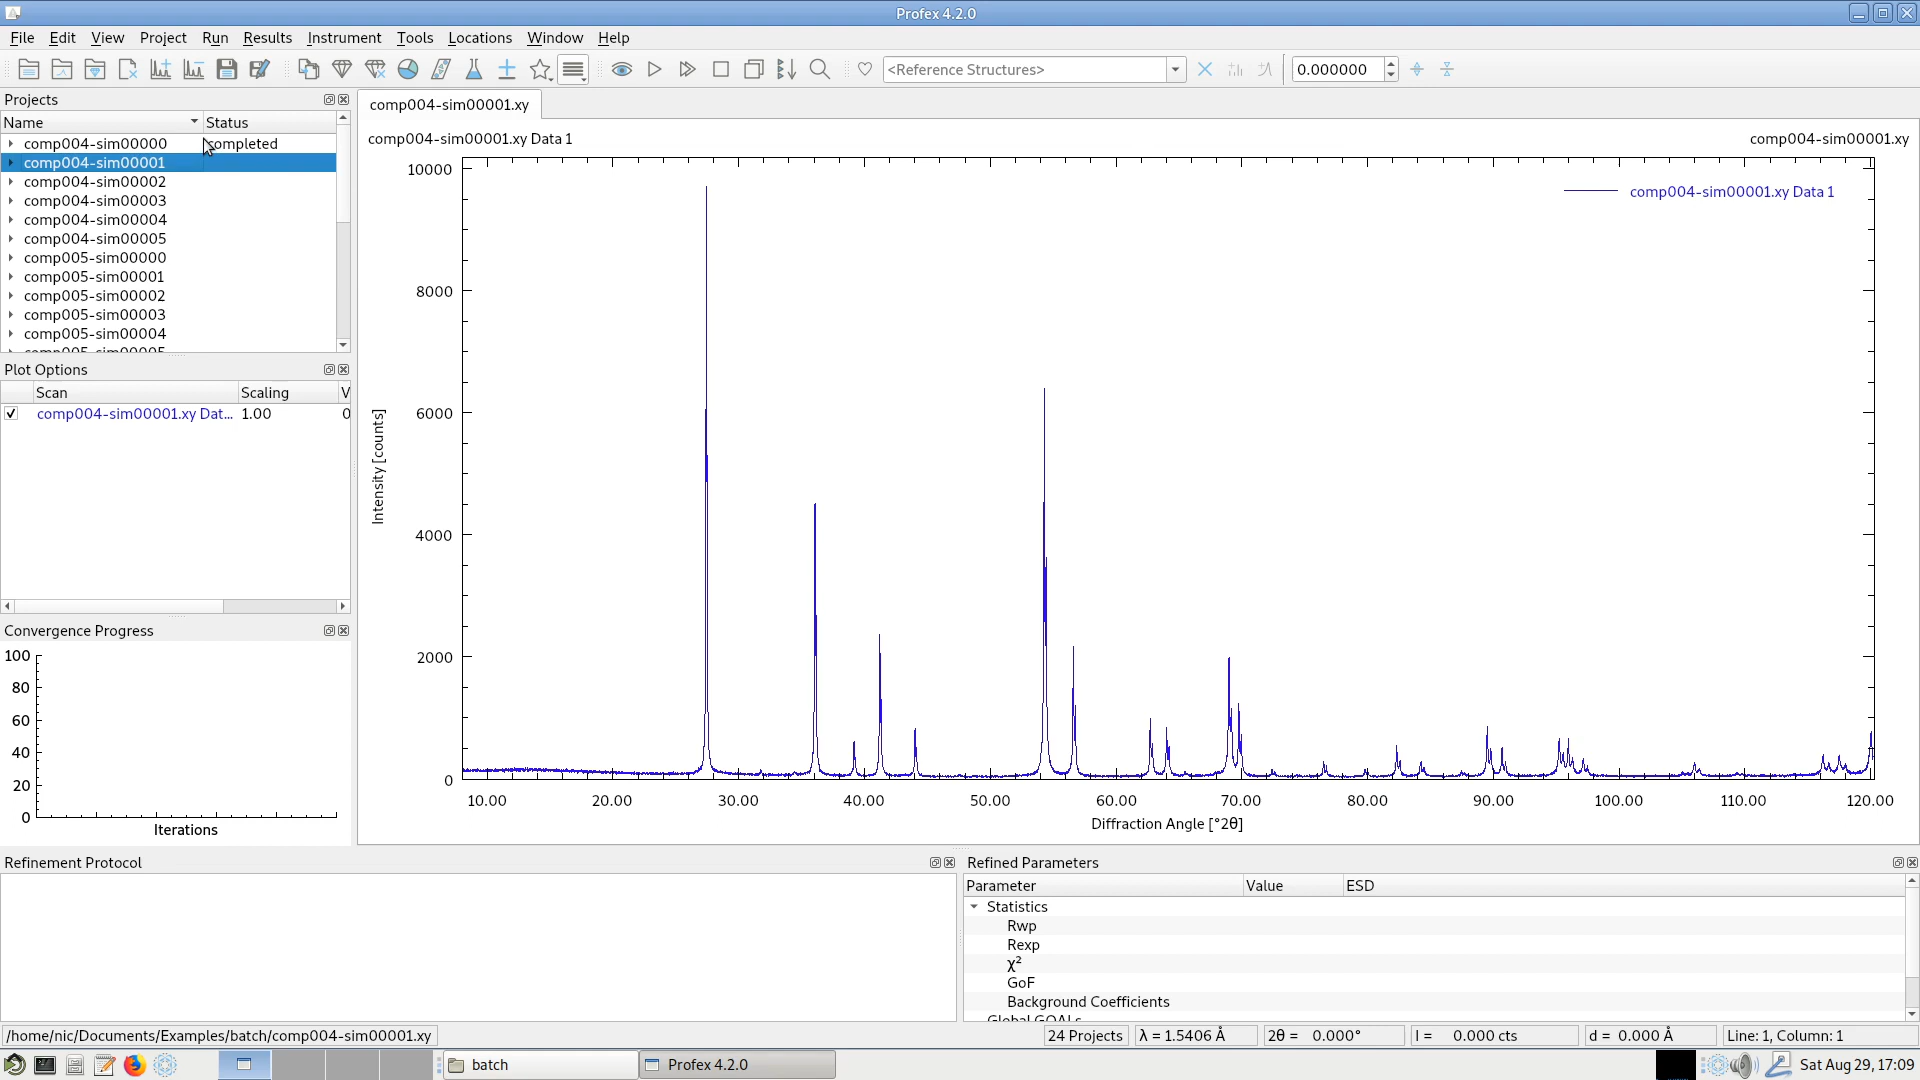 Profex 4.2.0
File Edit View Project Run Results Instrument Tools Locations Window Help
<Reference Structures> 0.000000
Projects
Name Status
comp004-sim00000 completed
comp004-sim00001
comp004-sim00002
comp004-sim00003
comp004-sim00004
comp004-sim00005
comp005-sim00000
comp005-sim00001
comp005-sim00002
comp005-sim00003
comp005-sim00004
comp005-sim00005
Plot Options
Scan Scaling V
comp004-sim00001.xy Dat... 1.00 0
Convergence Progress
100
80
60
40
20
0
Iterations
comp004-sim00001.xy
comp004-sim00001.xy Data 1 comp004-sim00001.xy
comp004-sim00001.xy Data 1
Intensity [counts]
10000
8000
6000
4000
2000
0
10.00 20.00 30.00 40.00 50.00 60.00 70.00 80.00 90.00 100.00 110.00 120.00
Diffraction Angle [°2θ]
Refinement Protocol
Refined Parameters
Parameter Value ESD
Statistics
Rwp
Rexp
χ²
GoF
Background Coefficients
Global GOALs
/home/nic/Documents/Examples/batch/comp004-sim00001.xy 24 Projects λ = 1.5406 Å 2θ = 0.000° I = 0.000 cts d = 0.000 Å Line: 1, Column: 1
batch Profex 4.2.0 Sat Aug 29, 17:09